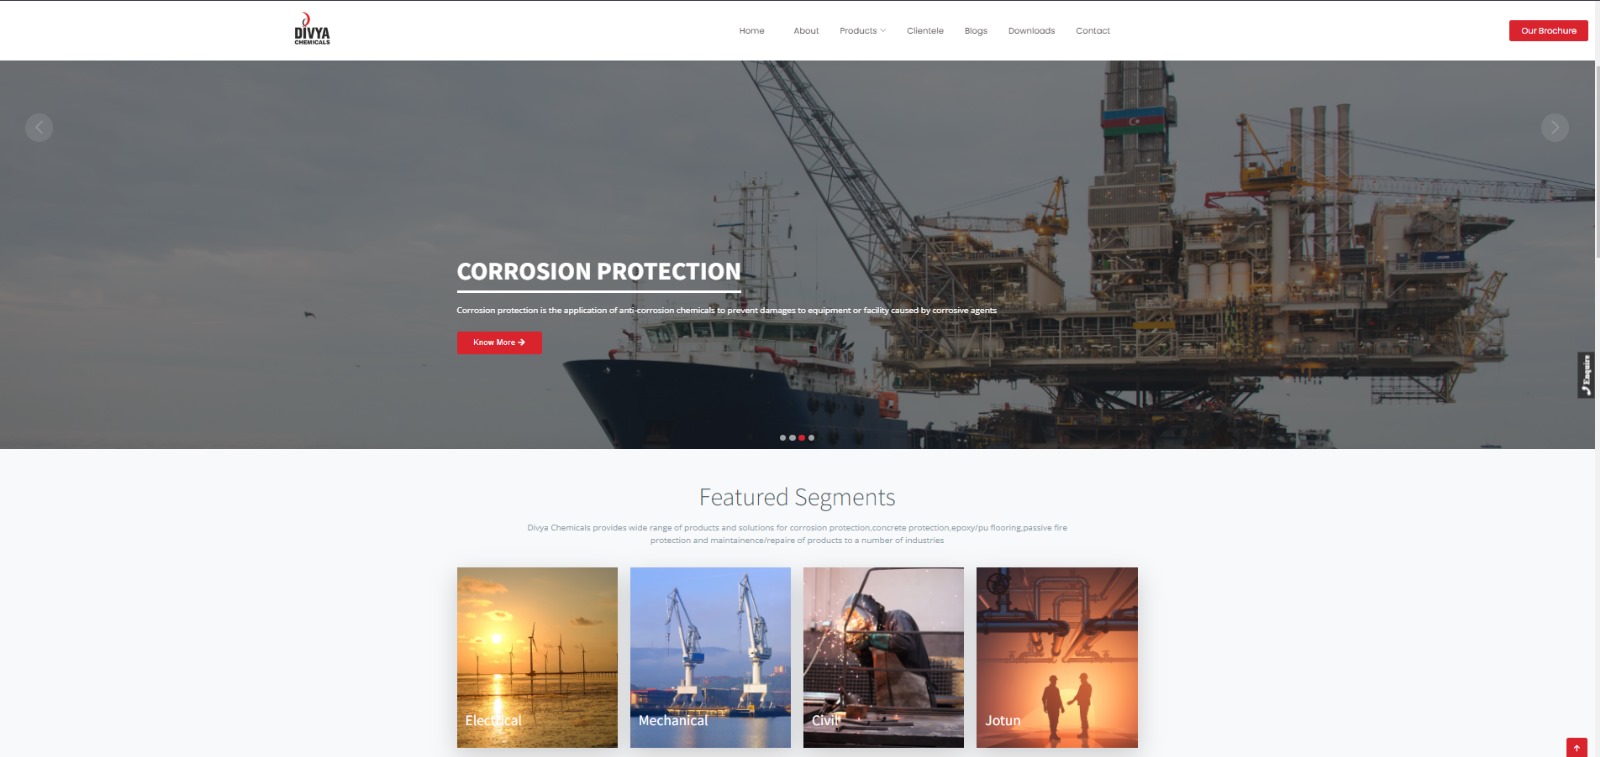 DIVYA
CHEMICALS
Home About Products Clientele Blogs Downloads Contact
Our Brochure
CORROSION PROTECTION
Corrosion protection is the application of anti-corrosion chemicals to prevent damages to equipment or facility caused by corrosive agents
Know More
Enquire
Featured Segments
Divya Chemicals provides wide range of products and solutions for corrosion protection,concrete protection,epoxy/pu flooring,passive fire
protection and maintainence/repaire of products to a number of industries
Electrical
Mechanical
Civil
Jotun